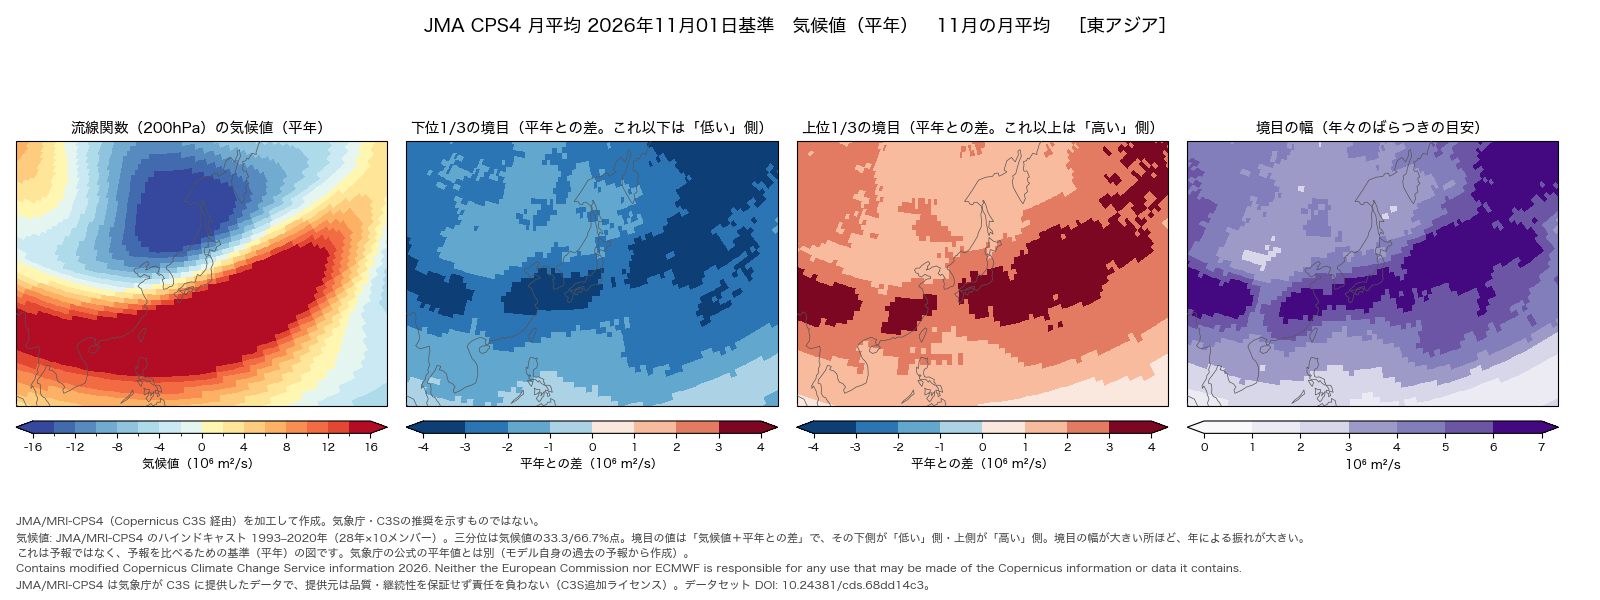 JMA CPS4 月平均 2026年11月01日基準　気候値（平年）　11月の月平均　［東アジア］
流線関数（200hPa）の気候値（平年）
下位1/3の境目（平年との差。これ以下は「低い」側）
上位1/3の境目（平年との差。これ以上は「高い」側）
境目の幅（年々のばらつきの目安）
-16 -12 -8 -4 0 4 8 12 16
気候値（10⁶ m²/s）
-4 -3 -2 -1 0 1 2 3 4
平年との差（10⁶ m²/s）
-4 -3 -2 -1 0 1 2 3 4
平年との差（10⁶ m²/s）
0 1 2 3 4 5 6 7
10⁶ m²/s
JMA/MRI-CPS4（Copernicus C3S 経由）を加工して作成。気象庁・C3Sの推奨を示すものではない。
気候値: JMA/MRI-CPS4 のハインドキャスト 1993–2020年（28年×10メンバー）。三分位は気候値の33.3/66.7%点。境目の値は「気候値＋平年との差」で、その下側が「低い」側・上側が「高い」側。境目の幅が大きい所ほど、年による振れが大きい。
これは予報ではなく、予報を比べるための基準（平年）の図です。気象庁の公式の平年値とは別（モデル自身の過去の予報から作成）。
Contains modified Copernicus Climate Change Service information 2026. Neither the European Commission nor ECMWF is responsible for any use that may be made of the Copernicus information or data it contains.
JMA/MRI-CPS4 は気象庁が C3S に提供したデータで、提供元は品質・継続性を保証せず責任を負わない（C3S追加ライセンス）。データセット DOI: 10.24381/cds.68dd14c3。